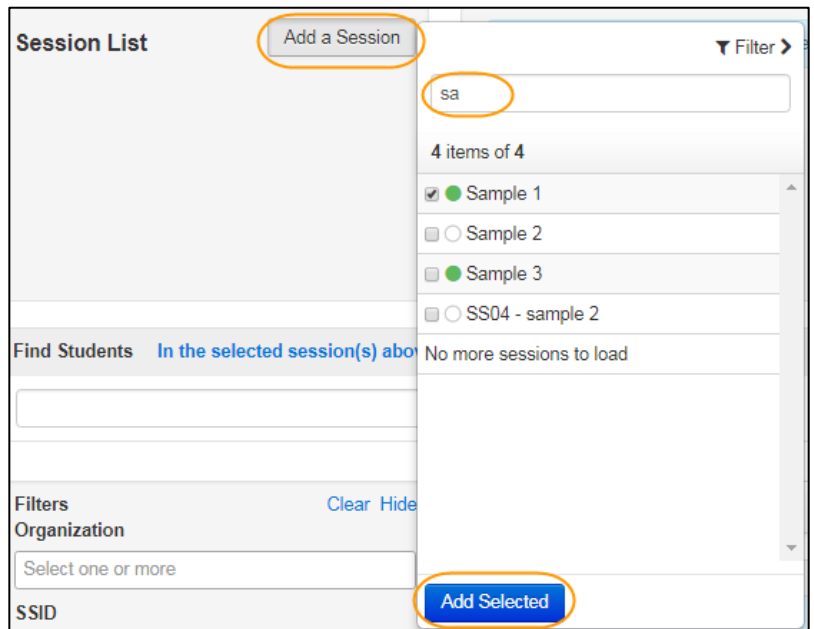 Session List
Add a Session
Filter
sa
4 items of 4
Sample 1
Sample 2
Sample 3
SS04 - sample 2
No more sessions to load
Find Students In the selected session(s)
Filters Clear Hide
Organization
Select one or more
SSID
Add Selected